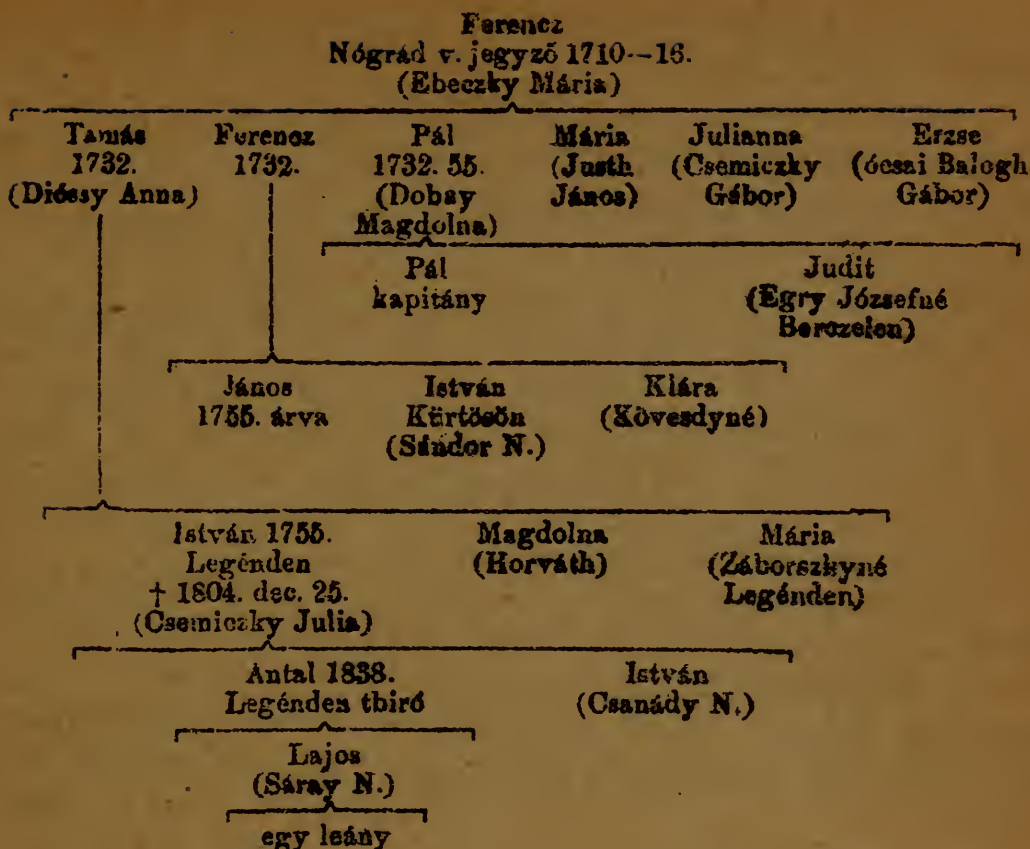 Ferencz
Nógrád v. jegyző 1710--16.
(Ebeczky Mária)
Tamás Ferencz Pál Mária Julianna Erzse
1732. 1732. 1732. 55. (Justh (Csemiczky (ócsai Balogh
(Dióssy Anna) (Dobay János) Gábor) Gábor)
Magdolna)
Pál Judit
kapitány (Egry Józsefné
Berczelen)
János István Klára
1755. árva Kürtösön (Kövesdyné)
(Sándor N.)
István 1755. Magdolna Mária
Legénden (Horváth) (Záborszkyné
† 1804. dec. 25. Legénden)
(Csemiczky Julia)
Antal 1838. István
Legénden tbiró (Csanády N.)
Lajos
(Sáray N.)
egy leány